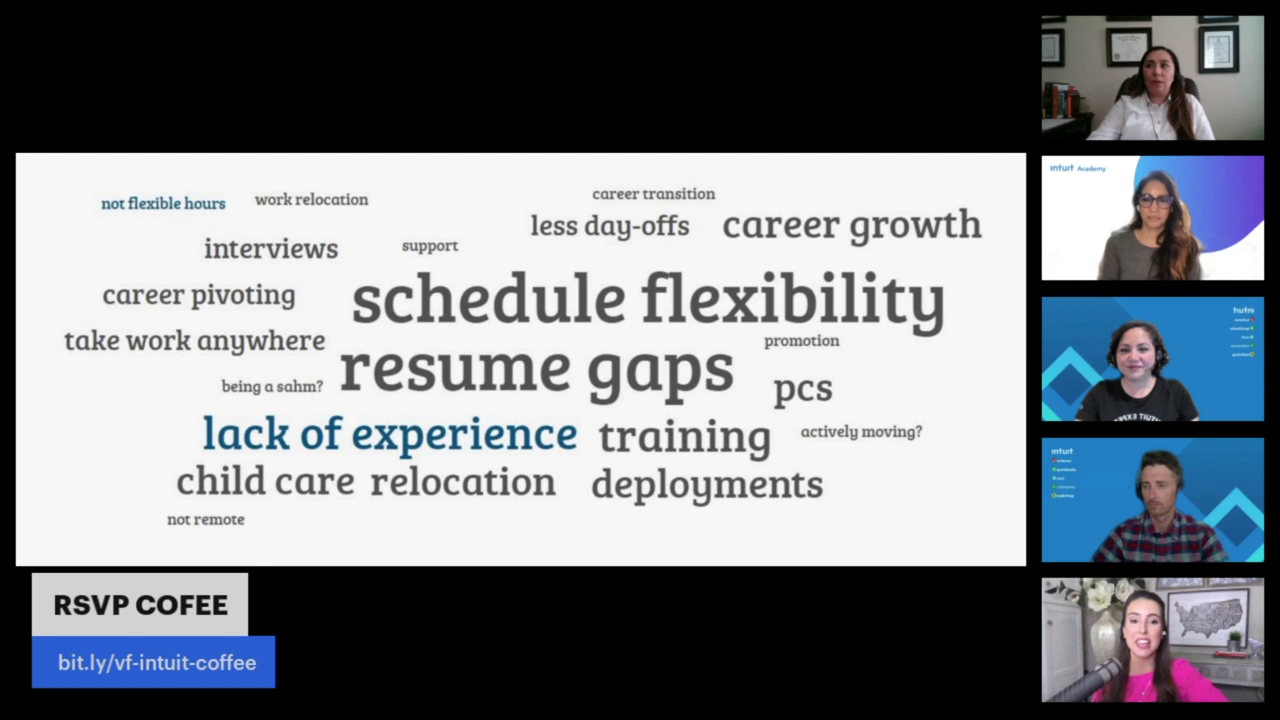 not flexible hours
work relocation
career transition
less day-offs
career growth
interviews
support
career pivoting
schedule flexibility
take work anywhere
promotion
being a sahm?
resume gaps
pcs
lack of experience
training
actively moving?
child care
relocation
deployments
not remote
RSVP COFEE
bit.ly/vf-intuit-coffee
intuit Academy
intuit
intuit
INTUIT EXPERT